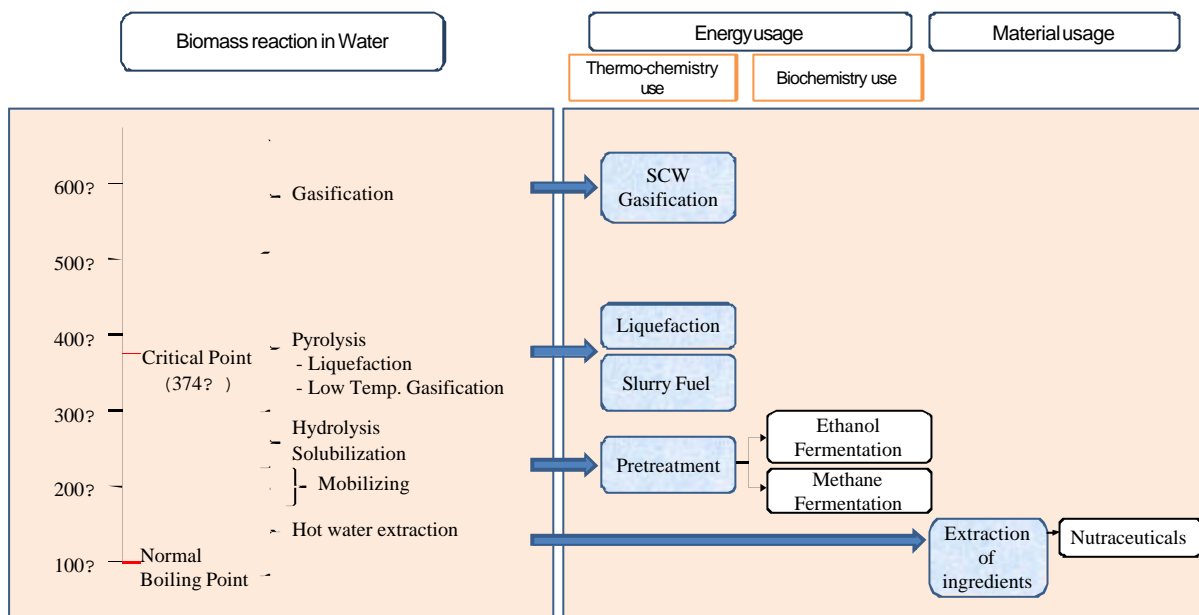 Biomass reaction in Water
Energy usage
Material usage
Thermo-chemistry
use
Biochemistry use
600?
500?
400?
300?
200?
100?
Critical Point
(374? )
Normal
Boiling Point
Gasification
Pyrolysis
- Liquefaction
- Low Temp. Gasification
Hydrolysis
Solubilization
Mobilizing
Hot water extraction
SCW
Gasification
Liquefaction
Slurry Fuel
Pretreatment
Ethanol
Fermentation
Methane
Fermentation
Extraction
of
ingredients
Nutraceuticals